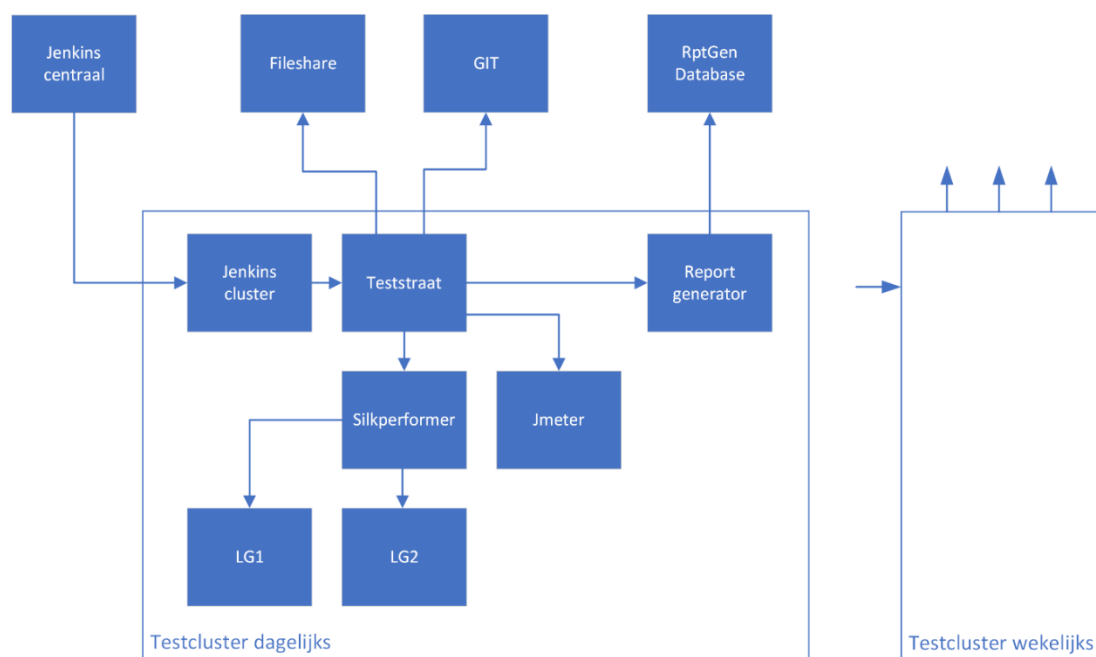 Jenkins
centraal
Fileshare
GIT
RptGen
Database
Jenkins
cluster
Teststraat
Report
generator
Silkperformer
Jmeter
LG1
LG2
Testcluster dagelijks
Testcluster wekelijks